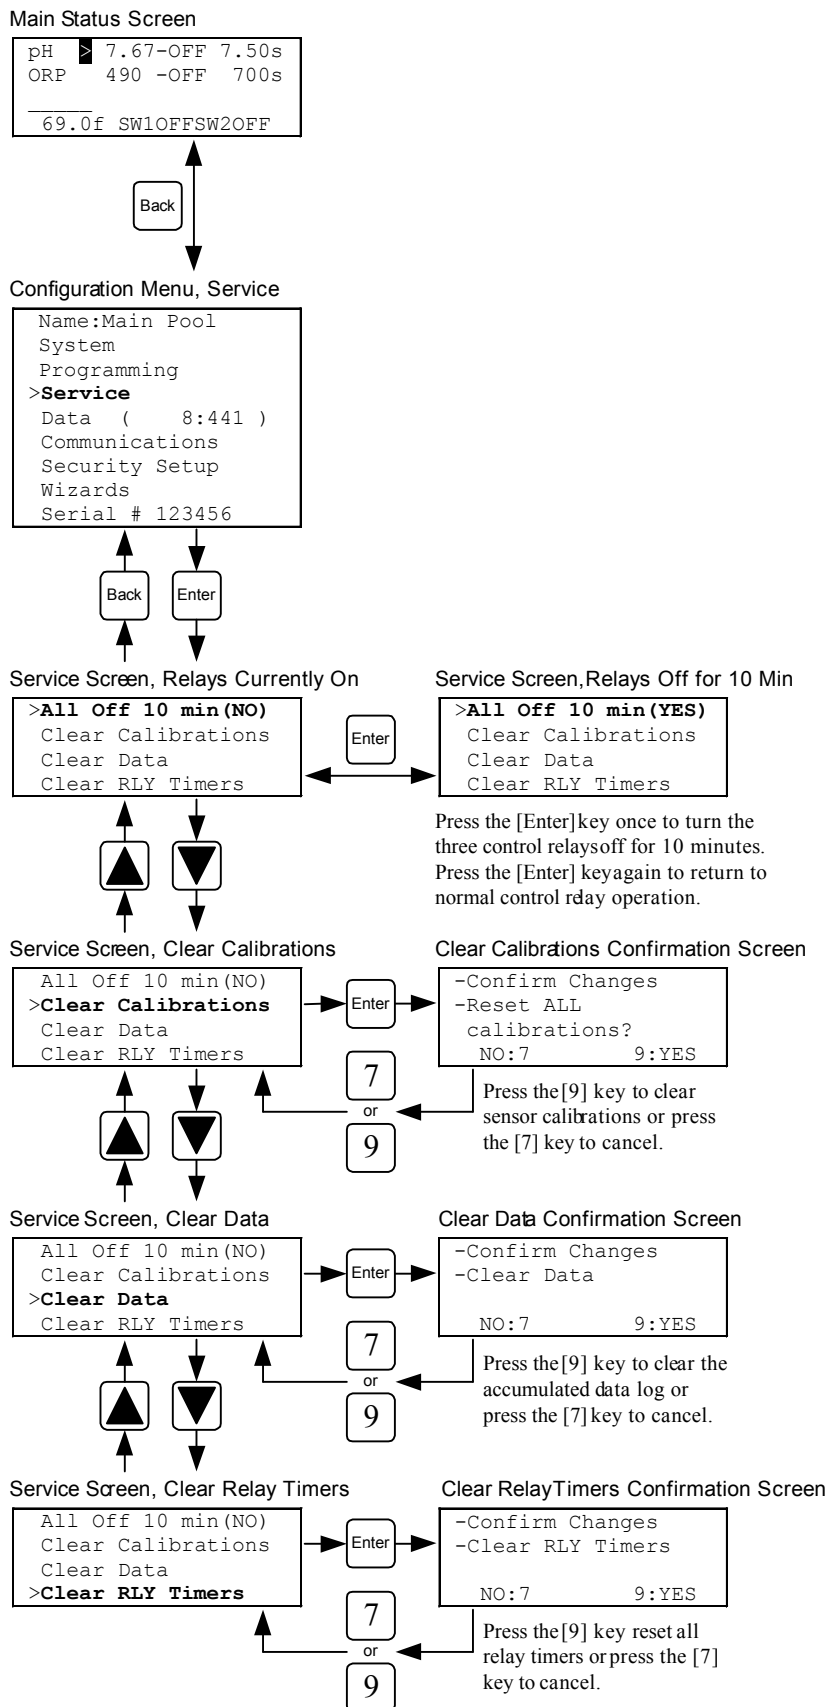 Main Status Screen
pH > 7.67-OFF 7.50s
ORP 490 -OFF 700s
_____
69.0f SW1OFFSW2OFF
Back
Configuration Menu, Service
Name:Main Pool
System
Programming
>Service
Data ( 8:441 )
Communications
Security Setup
Wizards
Serial # 123456
Back
Enter
Service Screen, Relays Currently On
>All Off 10 min(NO)
Clear Calibrations
Clear Data
Clear RLY Timers
Enter
Service Screen,Relays Off for 10 Min
>All Off 10 min(YES)
Clear Calibrations
Clear Data
Clear RLY Timers
Press the [Enter] key once to turn the
three control relays off for 10 minutes.
Press the [Enter] key again to return to
normal control relay operation.
Service Screen, Clear Calibrations
All Off 10 min(NO)
>Clear Calibrations
Clear Data
Clear RLY Timers
Enter
Clear Calibrations Confirmation Screen
-Confirm Changes
-Reset ALL
calibrations?
NO:7 9:YES
7
or
9
Press the [9] key to clear
sensor calibrations or press
the [7] key to cancel.
Service Screen, Clear Data
All Off 10 min(NO)
Clear Calibrations
>Clear Data
Clear RLY Timers
Enter
Clear Data Confirmation Screen
-Confirm Changes
-Clear Data
NO:7 9:YES
7
or
9
Press the [9] key to clear the
accumulated data log or
press the [7] key to cancel.
Service Screen, Clear Relay Timers
All Off 10 min(NO)
Clear Calibrations
Clear Data
>Clear RLY Timers
Enter
Clear Relay Timers Confirmation Screen
-Confirm Changes
-Clear RLY Timers
NO:7 9:YES
7
or
9
Press the [9] key reset all
relay timers or press the [7]
key to cancel.